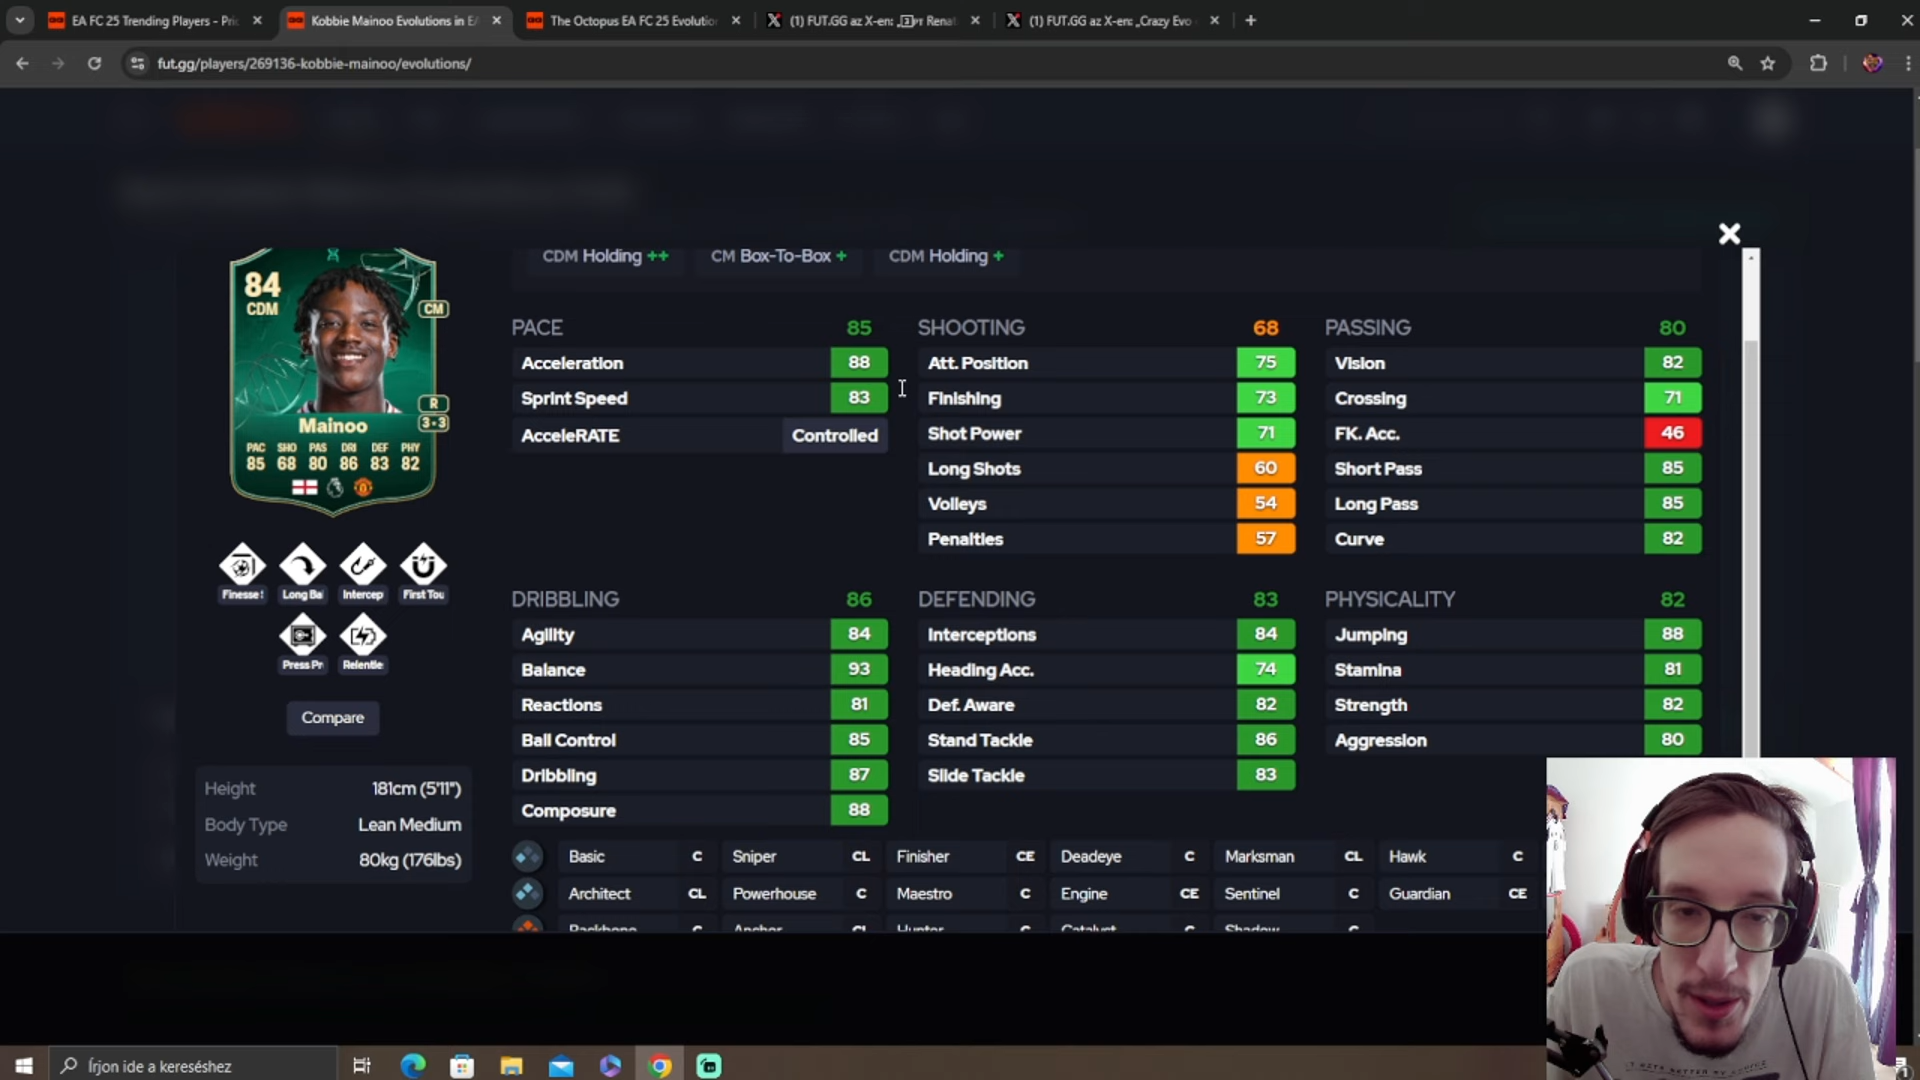 EA FC 25 Trending Players - Pric
Kobbie Mainoo Evolutions in EA
The Octopus EA FC 25 Evolution
(1) FUT.GG az X-en: „
(1) FUT.GG az X-en: „Crazy Evo
fut.gg/players/269136-kobbie-mainoo/evolutions/
CDM Holding ++
CM Box-To-Box +
CDM Holding +
84
CDM
CM
R
3•3
Mainoo
PAC SHO PAS DRI DEF PHY
85 68 80 86 83 82
Finesse S
Long Ba
Intercep
First Tou
Press Pr
Relentle
Compare
Height 181cm (5'11")
Body Type Lean Medium
Weight 80kg (176lbs)
PACE 85
Acceleration 88
Sprint Speed 83
AcceleRATE Controlled
SHOOTING 68
Att. Position 75
Finishing 73
Shot Power 71
Long Shots 60
Volleys 54
Penalties 57
PASSING 80
Vision 82
Crossing 71
FK. Acc. 46
Short Pass 85
Long Pass 85
Curve 82
DRIBBLING 86
Agility 84
Balance 93
Reactions 81
Ball Control 85
Dribbling 87
Composure 88
DEFENDING 83
Interceptions 84
Heading Acc. 74
Def. Aware 82
Stand Tackle 86
Slide Tackle 83
PHYSICALITY 82
Jumping 88
Stamina 81
Strength 82
Aggression 80
Basic C Sniper CL Finisher CE Deadeye C Marksman CL Hawk C
Architect CL Powerhouse C Maestro C Engine CE Sentinel C Guardian CE
Backbone C Anchor CL Hunter C Catalyst C Shadow C
Írjon ide a kereséshez